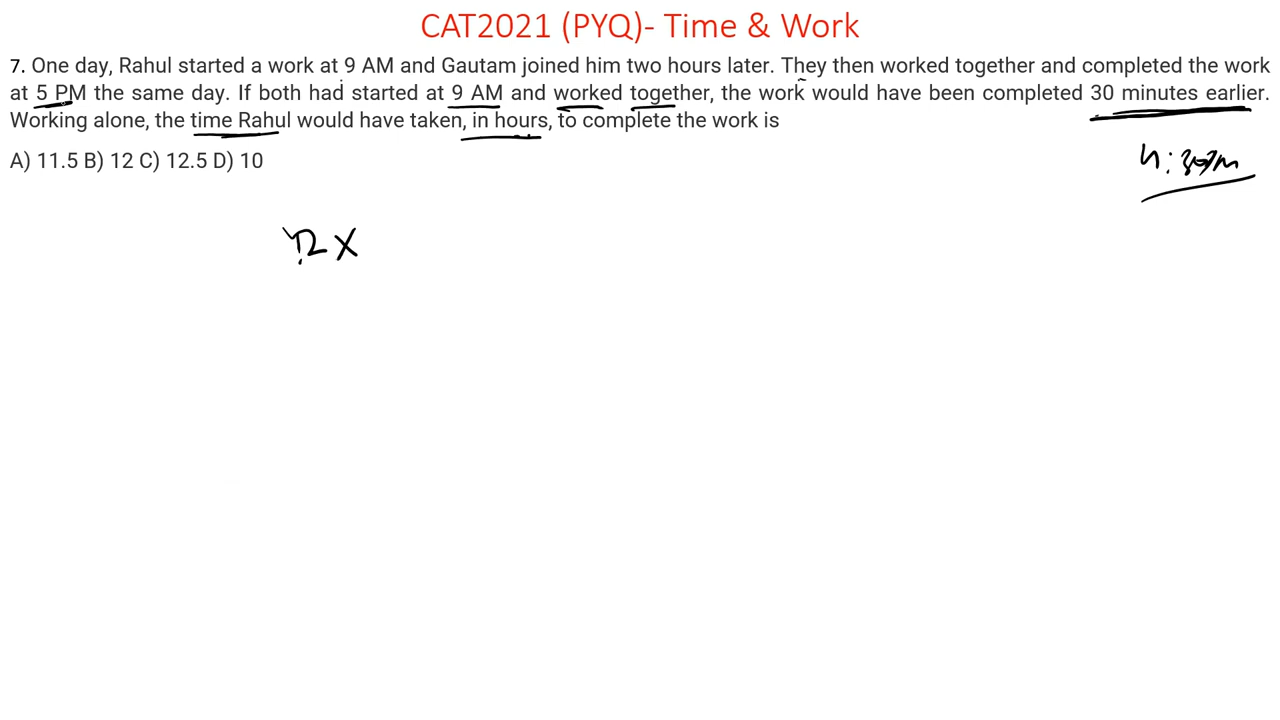 CAT2021 (PYQ)- Time & Work
7. One day, Rahul started a work at 9 AM and Gautam joined him two hours later. They then worked together and completed the work
at 5 PM the same day. If both had started at 9 AM and worked together, the work would have been completed 30 minutes earlier.
Working alone, the time Rahul would have taken, in hours, to complete the work is
A) 11.5 B) 12 C) 12.5 D) 10